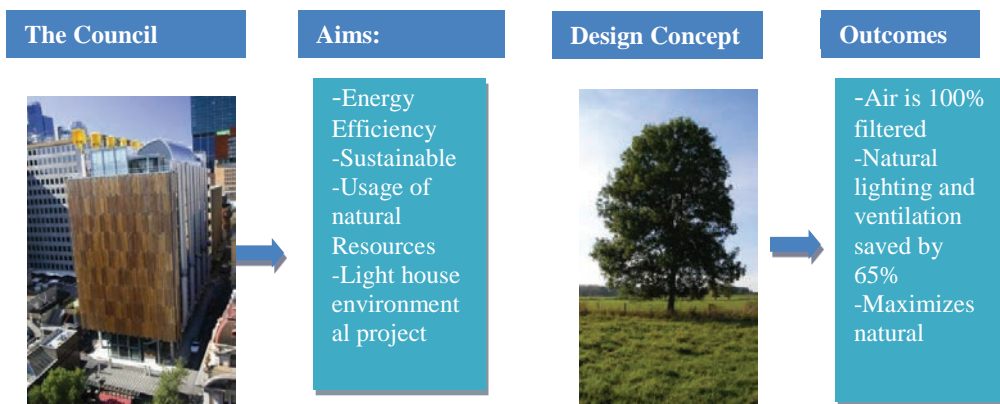 The Council
Aims:
-Energy
Efficiency
-Sustainable
-Usage of
natural
Resources
-Light house
environment
al project
Design Concept
Outcomes
-Air is 100%
filtered
-Natural
lighting and
ventilation
saved by
65%
-Maximizes
natural